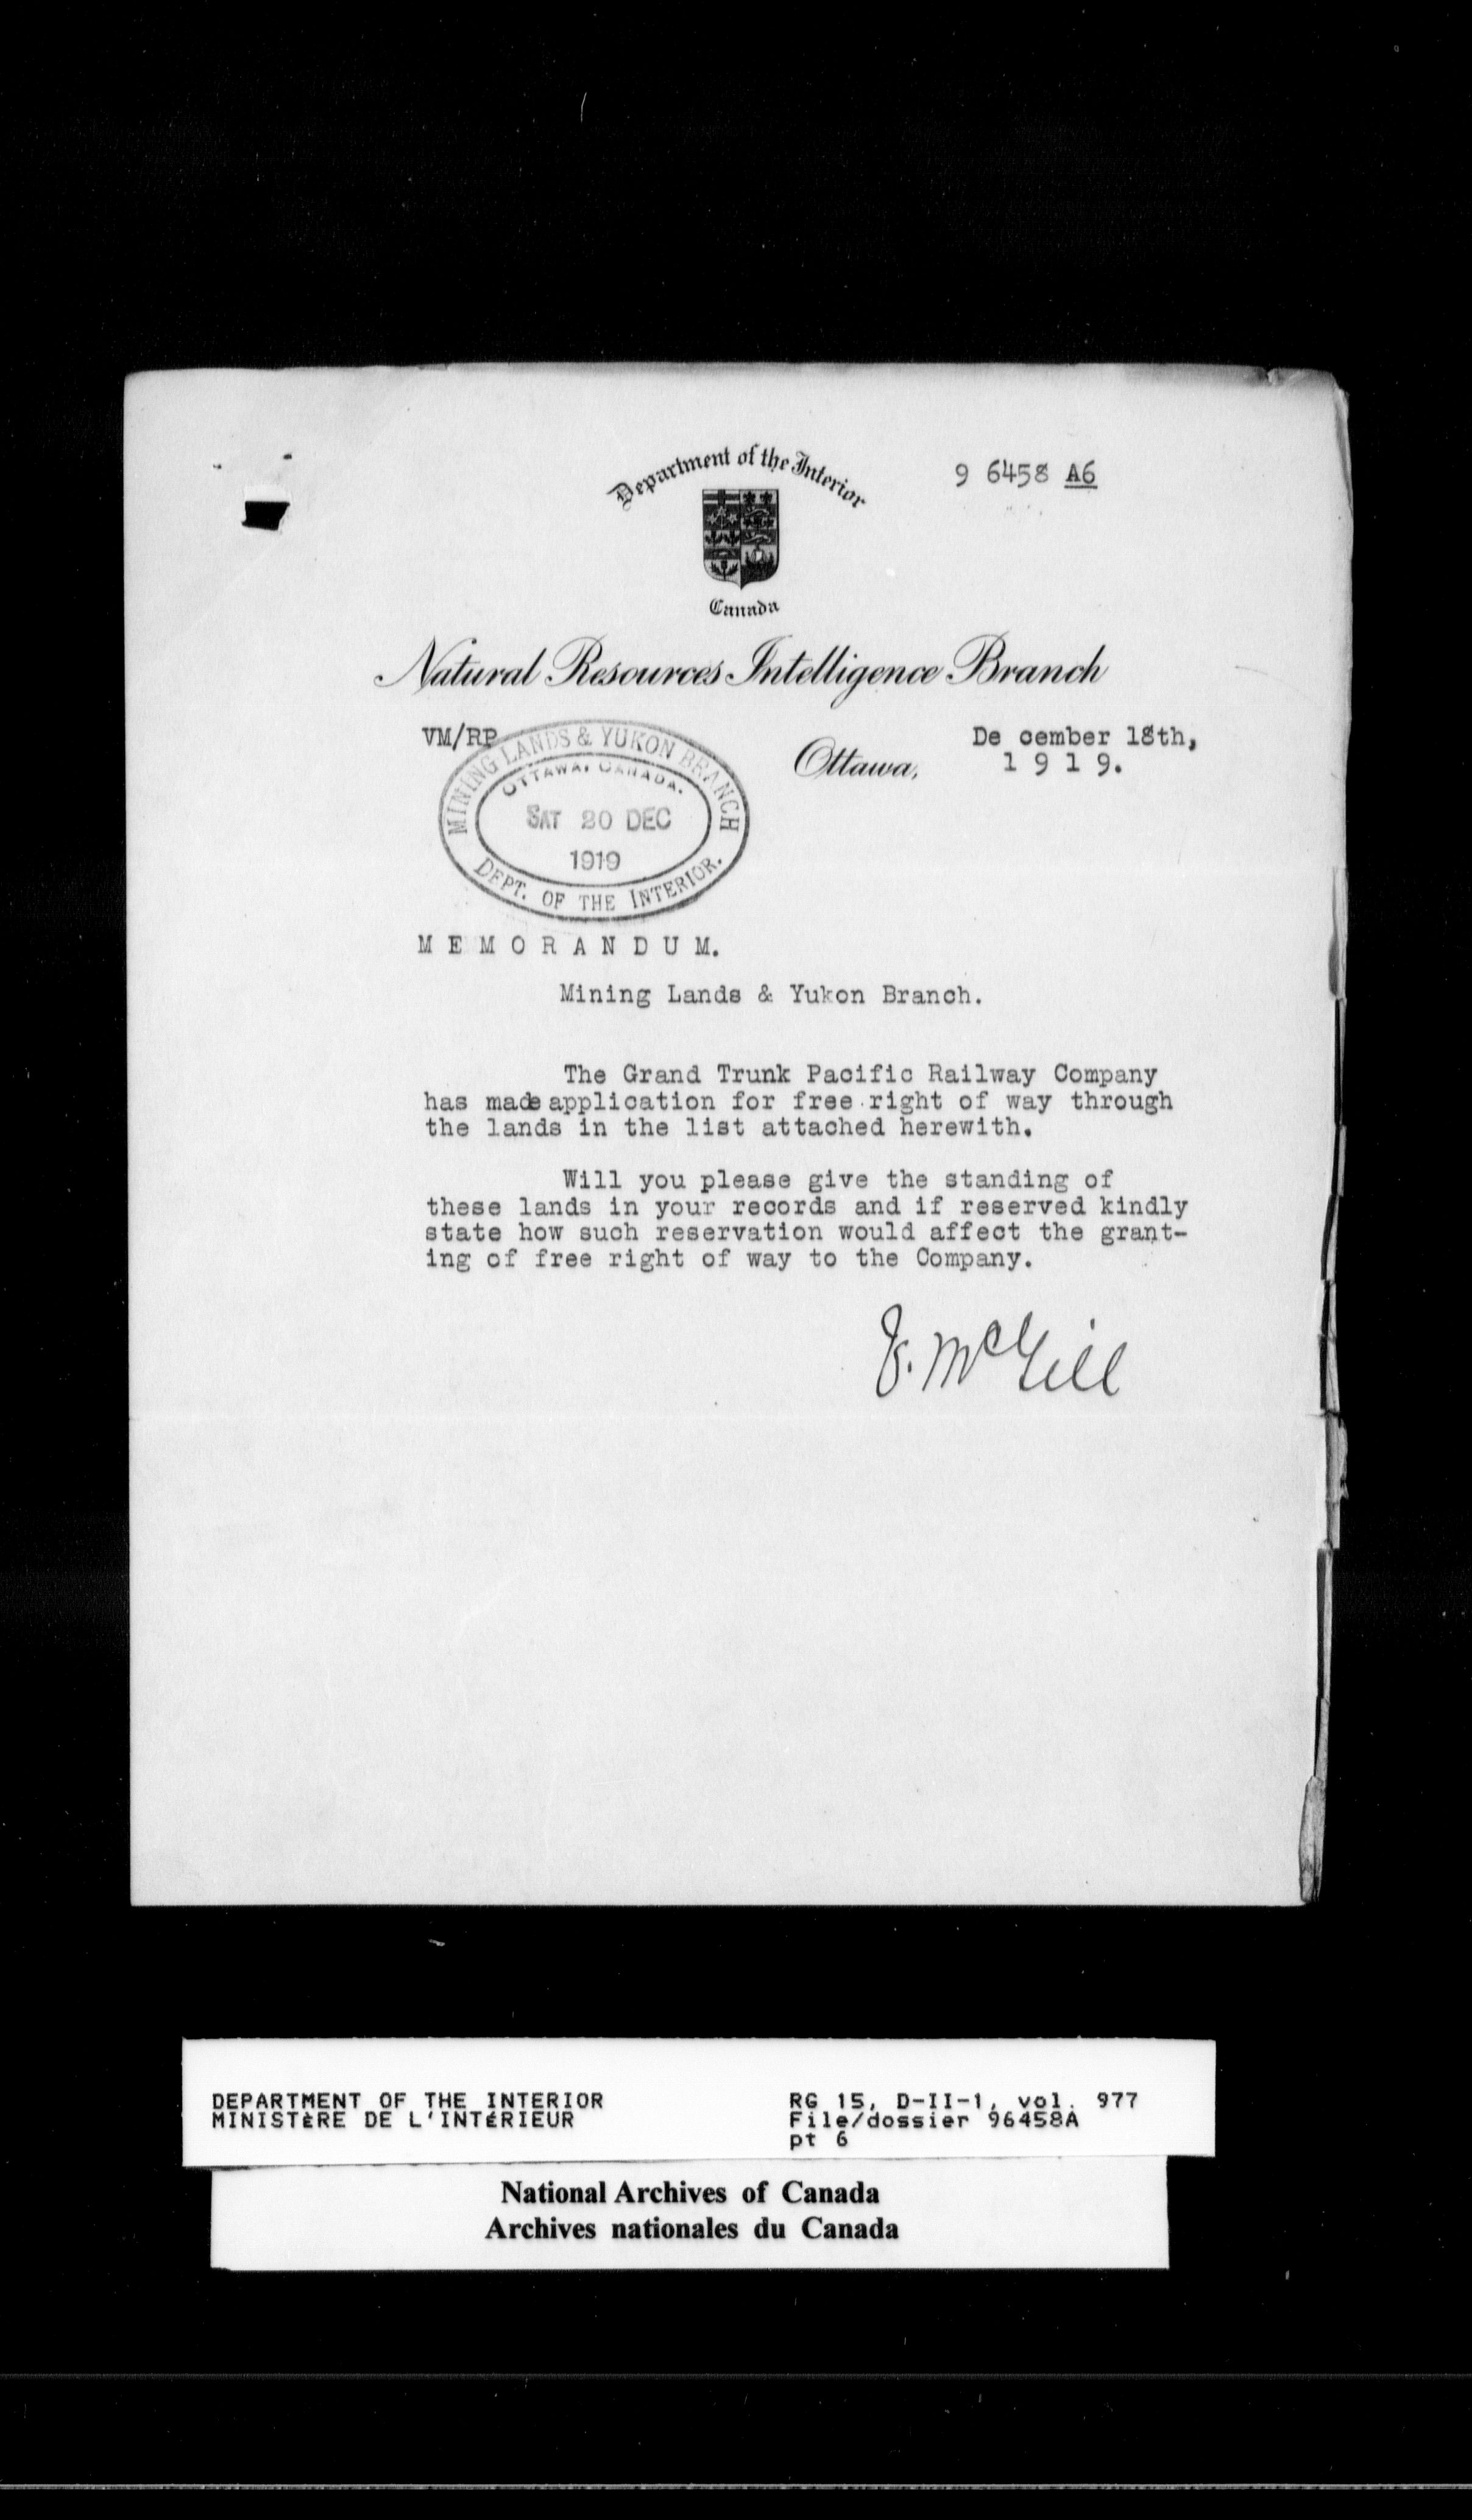 Department of the Interior
9 6458 A6
Canada
Natural Resources Intelligence Branch
VM/RP
De cember 18th,
Ottawa,
1 9 1 9.
MINING LANDS & YUKON BRANCH
OTTAWA, CANADA.
SAT 20 DEC
1919
DEPT. OF THE INTERIOR.
M E M O R A N D U M.
Mining Lands & Yukon Branch.
The Grand Trunk Pacific Railway Company
has made application for free right of way through
the lands in the list attached herewith.
Will you please give the standing of
these lands in your records and if reserved kindly
state how such reservation would affect the grant-
ing of free right of way to the Company.
V. McGill
DEPARTMENT OF THE INTERIOR
MINISTÈRE DE L'INTÉRIEUR
RG 15, D-II-1, vol. 977
File/dossier 96458A
pt 6
National Archives of Canada
Archives nationales du Canada